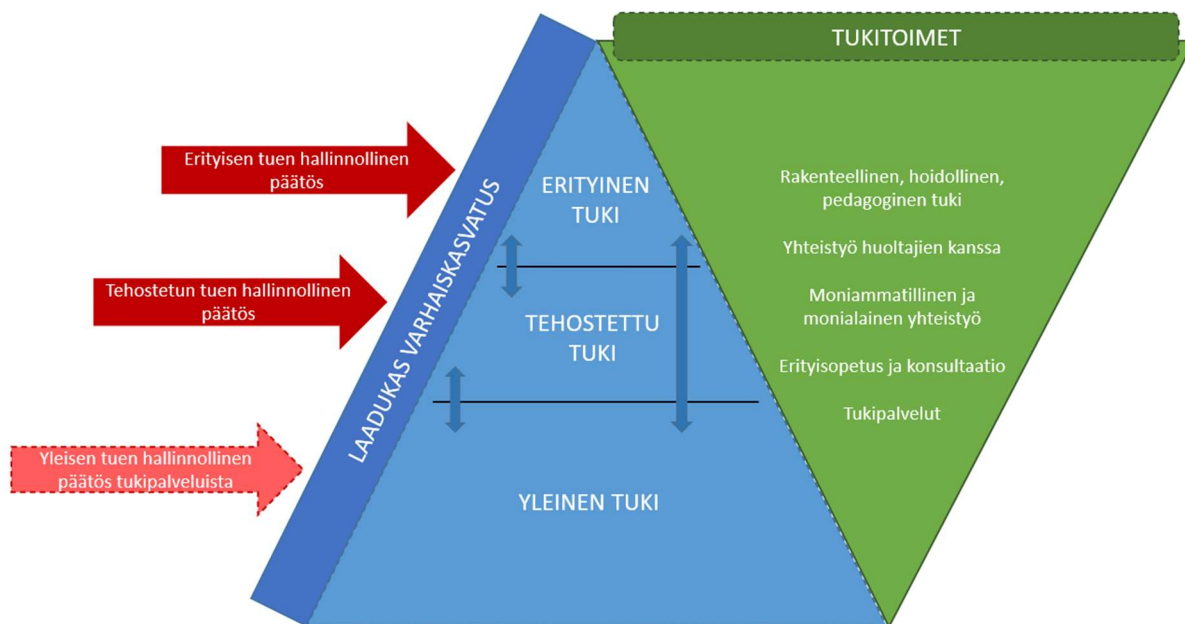 TUKITOIMET
Erityisen tuen hallinnollinen
päätös
Tehostetun tuen hallinnollinen
päätös
Yleisen tuen hallinnollinen
päätös tukipalveluista
LAADUKAS VARHAISKASVATUS
ERITYINEN
TUKI
TEHOSTETTU
TUKI
YLEINEN TUKI
Rakenteellinen, hoidollinen,
pedagoginen tuki
Yhteistyö huoltajien kanssa
Moniammatillinen ja
monialainen yhteistyö
Erityisopetus ja konsultaatio
Tukipalvelut